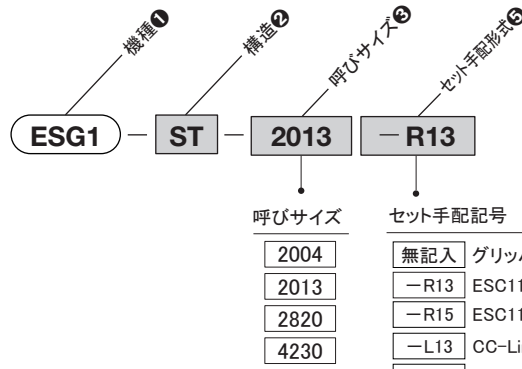 機種❶
構造❷
呼びサイズ❸
セット手配形式❺
ESG1 － ST － 2013 －R13
呼びサイズ
2004
2013
2820
4230
セット手配記号
無記入 グリッパ
－R13 ESC11
－R15 ESC11
－L13 CC-Li